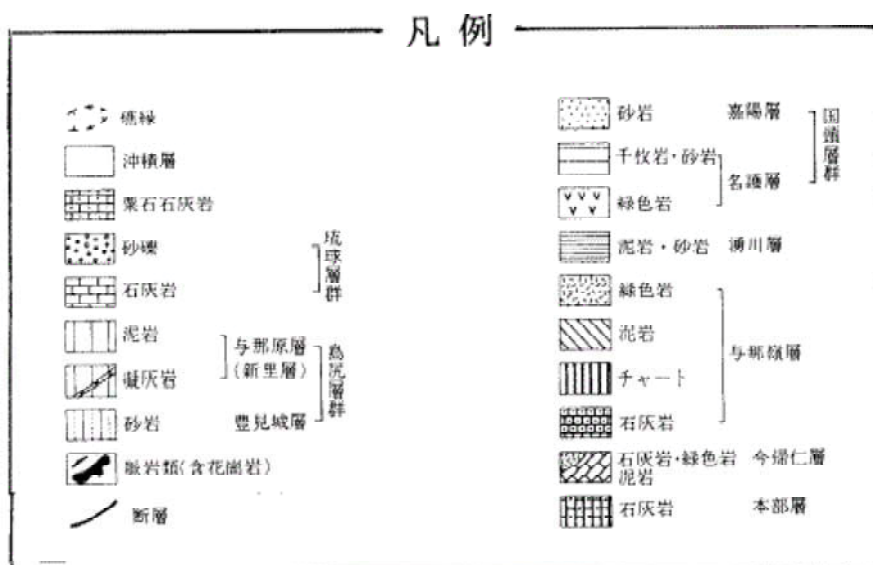 凡例
礁縁
沖積層
粟石石灰岩
砂礫
石灰岩
琉球層群
泥岩
凝灰岩
与那原層
(新里層)
砂岩 豊見城層
島尻層群
脈岩類(含花崗岩)
断層
砂岩 嘉陽層
千枚岩・砂岩
緑色岩
名護層
国頭層群
泥岩・砂岩 湧川層
緑色岩
泥岩
チャート
石灰岩
与那嶺層
石灰岩・緑色岩 今帰仁層
泥岩
石灰岩 本部層